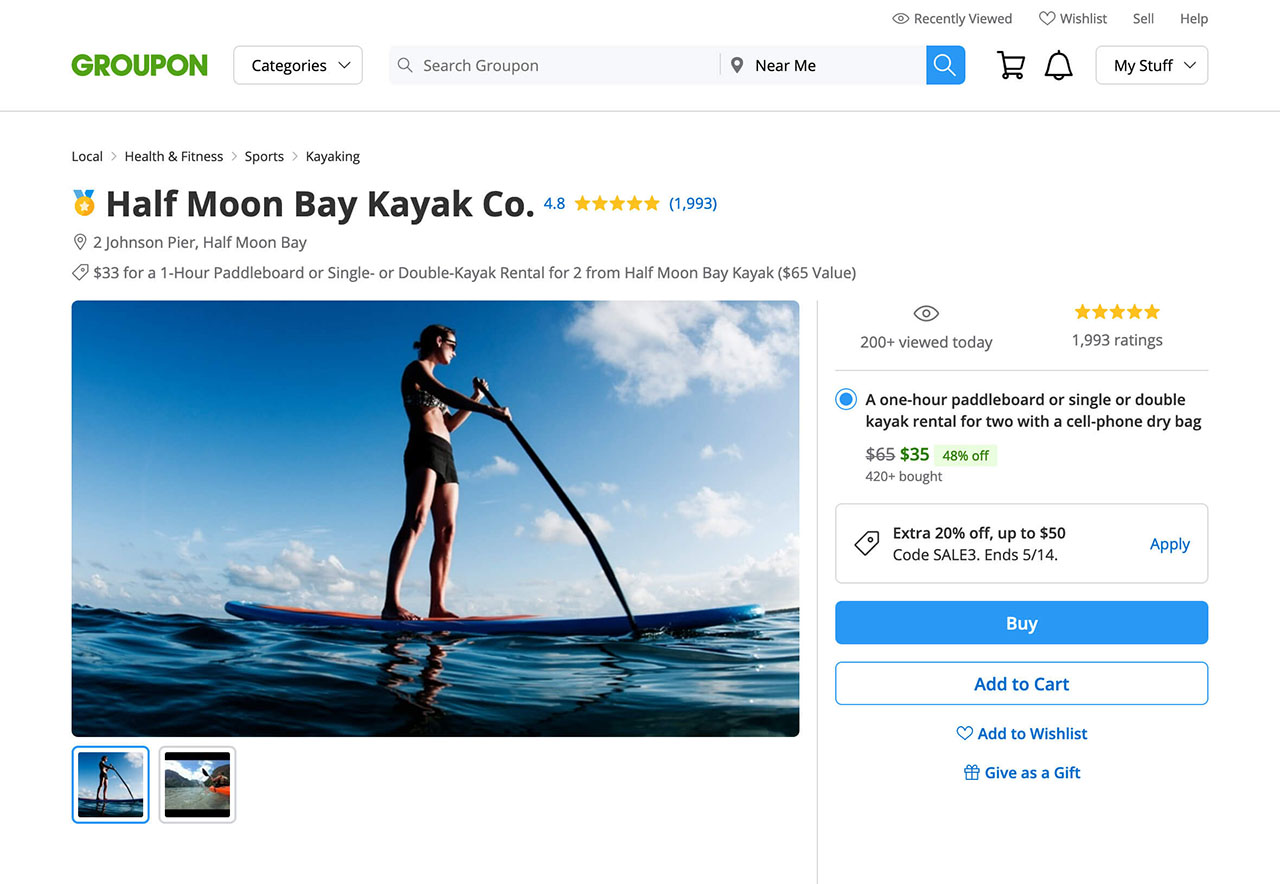 Recently Viewed
Wishlist
Sell
Help
GROUPON
Categories
Search Groupon
Near Me
My Stuff
Local > Health & Fitness > Sports > Kayaking
Half Moon Bay Kayak Co. 4.8 (1,993)
2 Johnson Pier, Half Moon Bay
$33 for a 1-Hour Paddleboard or Single- or Double-Kayak Rental for 2 from Half Moon Bay Kayak ($65 Value)
200+ viewed today
1,993 ratings
A one-hour paddleboard or single or double
kayak rental for two with a cell-phone dry bag
$65 $35 48% off
420+ bought
Extra 20% off, up to $50
Code SALE3. Ends 5/14.
Apply
Buy
Add to Cart
Add to Wishlist
Give as a Gift